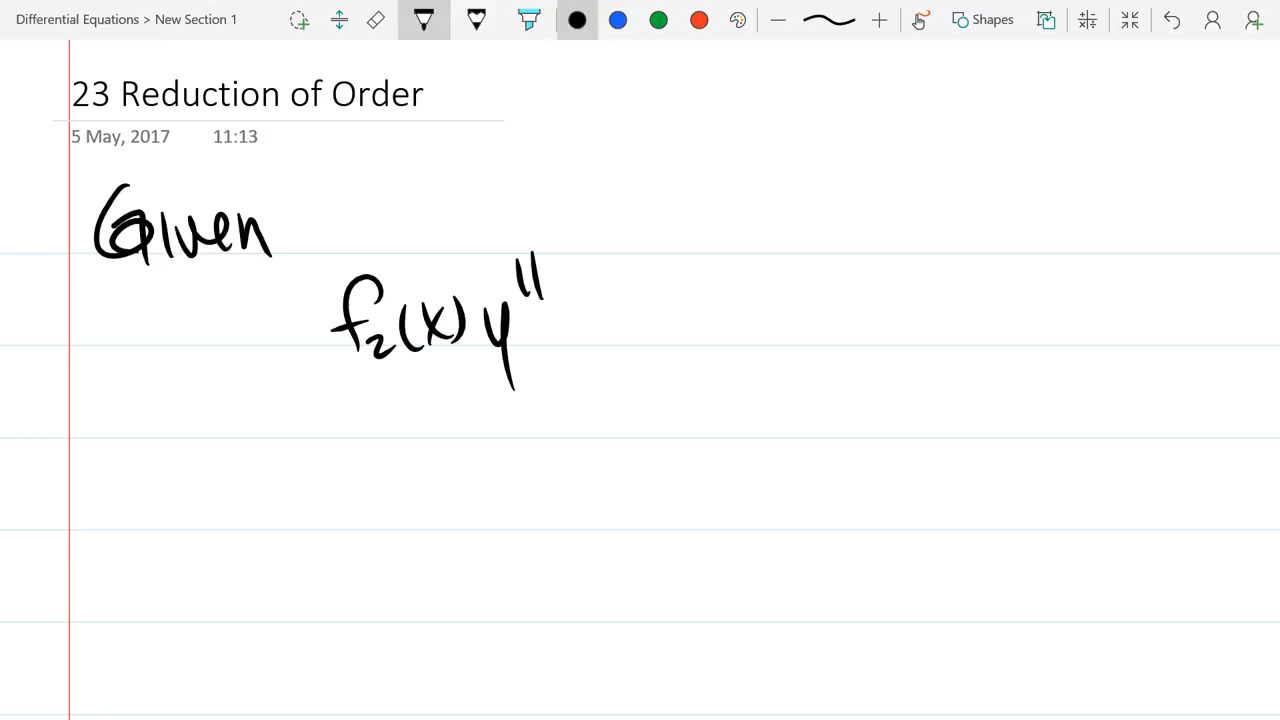 Differential Equations > New Section 1
Shapes
23 Reduction of Order
5 May, 2017 11:13
Given
f₂(x) y''